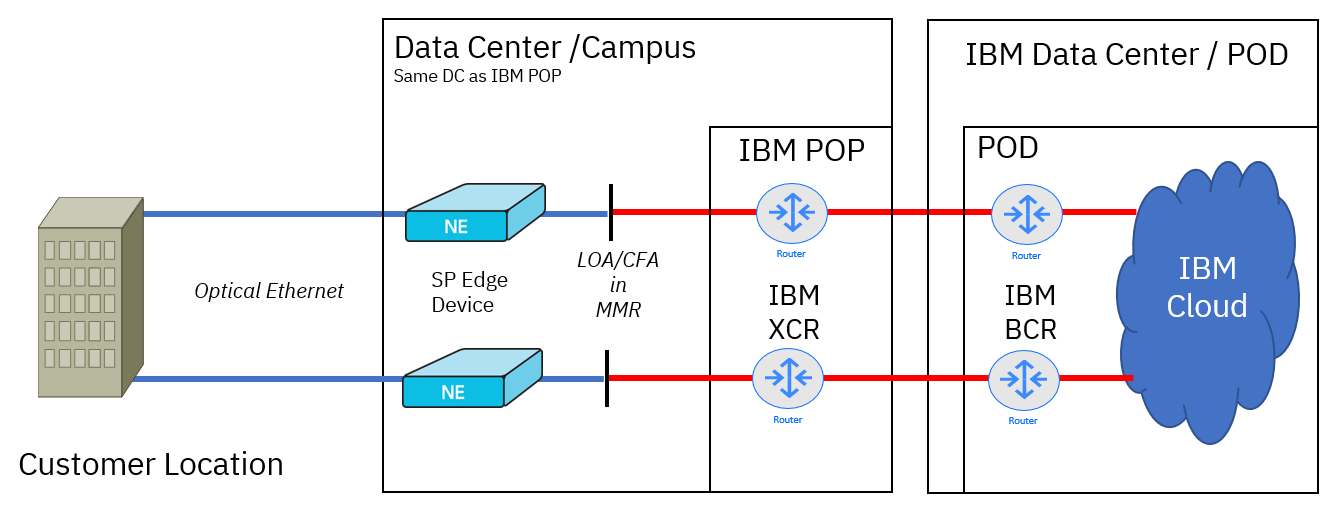 Data Center /Campus
Same DC as IBM POP
IBM Data Center / POD
IBM POP
POD
NE
Router
Router
Optical Ethernet
SP Edge
Device
LOA/CFA
in
MMR
IBM
XCR
IBM
BCR
IBM
Cloud
NE
Router
Router
Customer Location